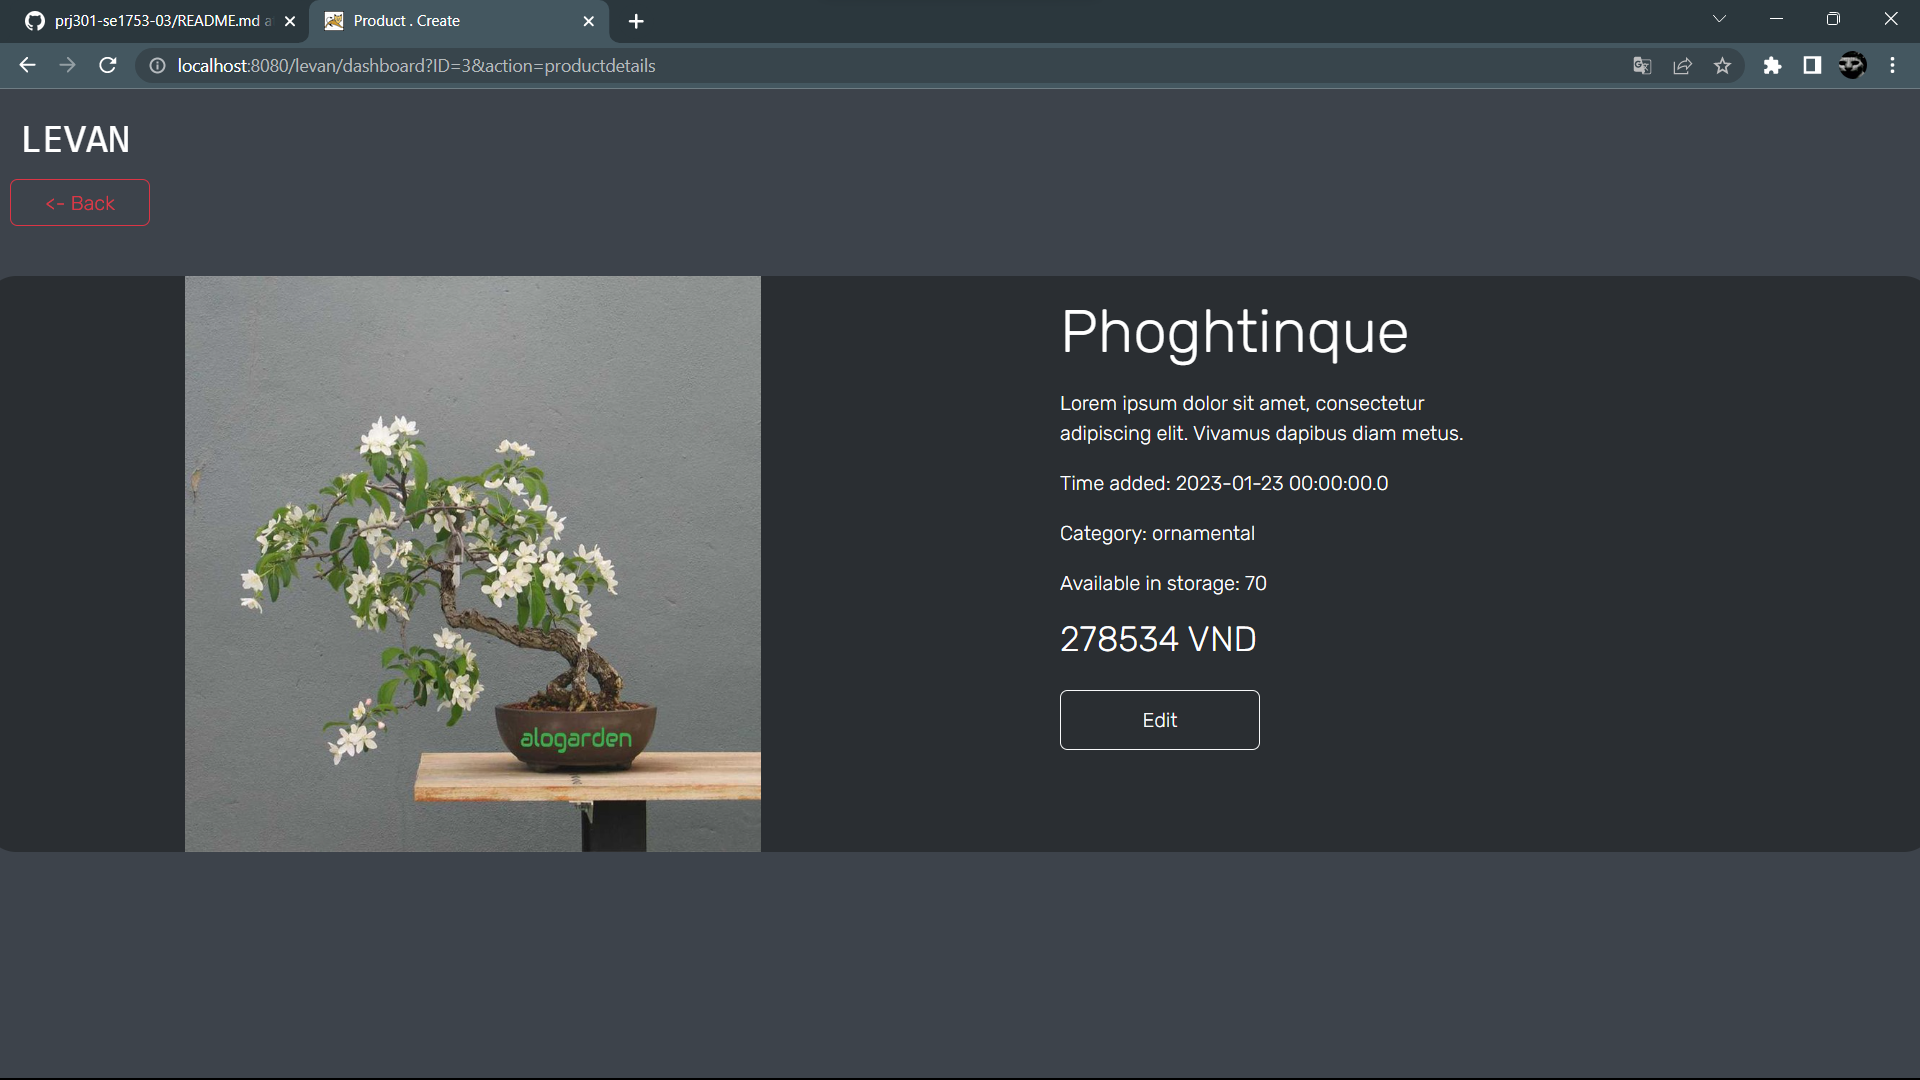 prj301-se1753-03/README.md a
Product . Create
localhost:8080/levan/dashboard?ID=3&action=productdetails
LEVAN
<- Back
Phoghtinque
Lorem ipsum dolor sit amet, consectetur
adipiscing elit. Vivamus dapibus diam metus.
Time added: 2023-01-23 00:00:00.0
Category: ornamental
Available in storage: 70
278534 VND
Edit
alogarden